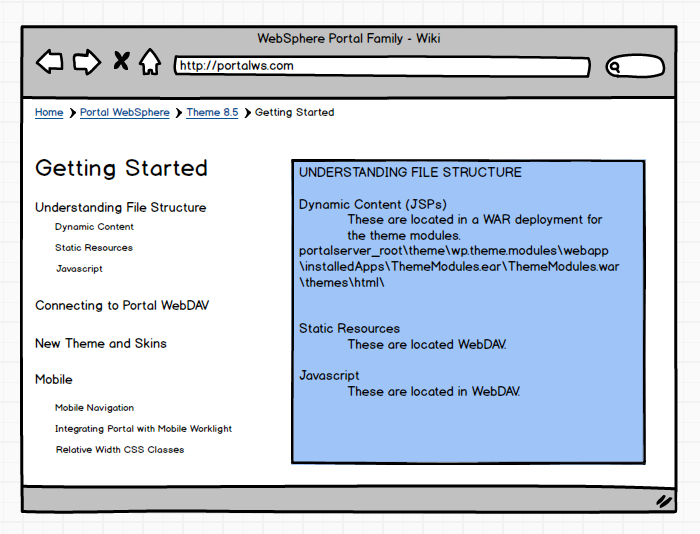 WebSphere Portal Family - Wiki
http://portalws.com
Home > Portal WebSphere > Theme 8.5 > Getting Started
Getting Started
Understanding File Structure
Dynamic Content
Static Resources
Javascript
Connecting to Portal WebDAV
New Theme and Skins
Mobile
Mobile Navigation
Integrating Portal with Mobile Worklight
Relative Width CSS Classes
UNDERSTANDING FILE STRUCTURE
Dynamic Content (JSPs)
These are located in a WAR deployment for
the theme modules.
portalserver_root\theme\wp.theme.modules\webapp
\installedApps\ThemeModules.ear\ThemeModules.war
\themes\html\
Static Resources
These are located WebDAV.
Javascript
These are located in WebDAV.